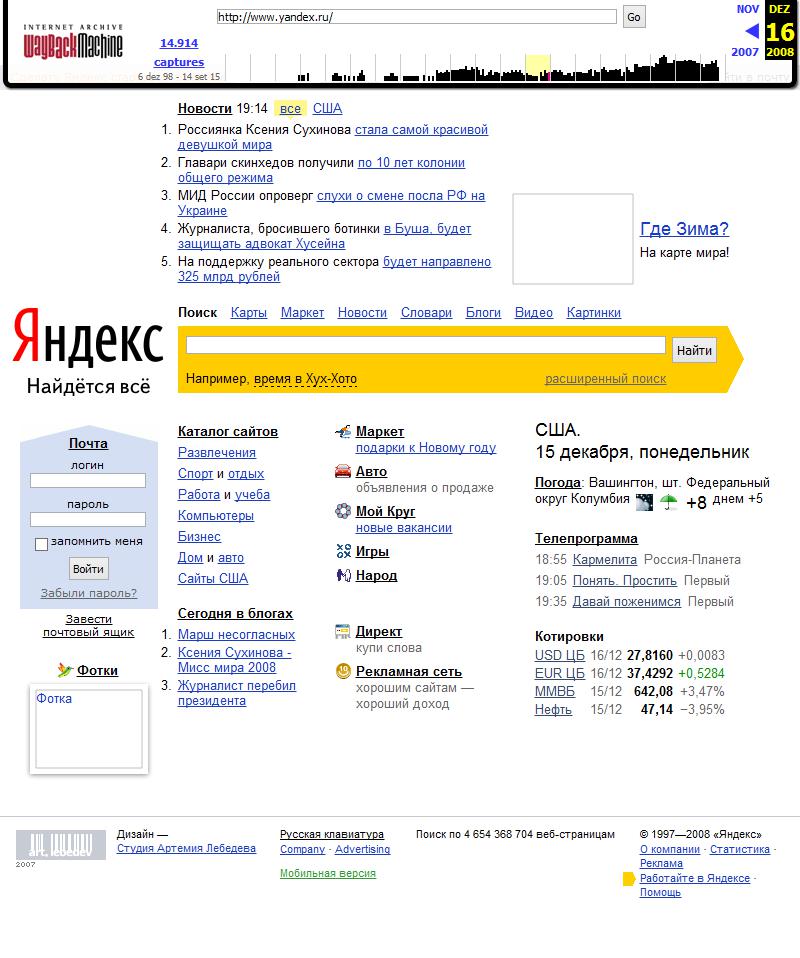 INTERNET ARCHIVE
WayBackMachine
http://www.yandex.ru/
Go
14.914
captures
6 dez 98 - 14 set 15
NOV
DEZ
16
2007
2008
Новости 19:14 все США
1. Россиянка Ксения Сухинова стала самой красивой
девушкой мира
2. Главари скинхедов получили по 10 лет колонии
общего режима
3. МИД России опроверг слухи о смене посла РФ на
Украине
4. Журналиста, бросившего ботинки в Буша, будет
защищать адвокат Хусейна
5. На поддержку реального сектора будет направлено
325 млрд рублей
Где Зима?
На карте мира!
Яндекс
Найдётся всё
Поиск Карты Маркет Новости Словари Блоги Видео Картинки
Найти
Например, время в Хух-Хото
расширенный поиск
Почта
логин
пароль
запомнить меня
Войти
Забыли пароль?
Завести
почтовый ящик
Фотки
Фотка
Каталог сайтов
Развлечения
Спорт и отдых
Работа и учеба
Компьютеры
Бизнес
Дом и авто
Сайты США
Сегодня в блогах
1. Марш несогласных
2. Ксения Сухинова -
Мисс мира 2008
3. Журналист перебил
президента
Маркет
подарки к Новому году
Авто
объявления о продаже
Мой Круг
новые вакансии
Игры
Народ
Директ
купи слова
Рекламная сеть
хорошим сайтам —
хороший доход
США.
15 декабря, понедельник
Погода: Вашингтон, шт. Федеральный
округ Колумбия +8 днем +5
Телепрограмма
18:55 Кармелита Россия-Планета
19:05 Понять. Простить Первый
19:35 Давай поженимся Первый
Котировки
USD ЦБ 16/12 27,8160 +0,0083
EUR ЦБ 16/12 37,4292 +0,5284
ММВБ 15/12 642,08 +3,47%
Нефть 15/12 47,14 −3,95%
art. lebedev
2007
Дизайн —
Студия Артемия Лебедева
Русская клавиатура
Company · Advertising
Мобильная версия
Поиск по 4 654 368 704 веб-страницам
© 1997—2008 «Яндекс»
О компании · Статистика ·
Реклама
Работайте в Яндексе ·
Помощь